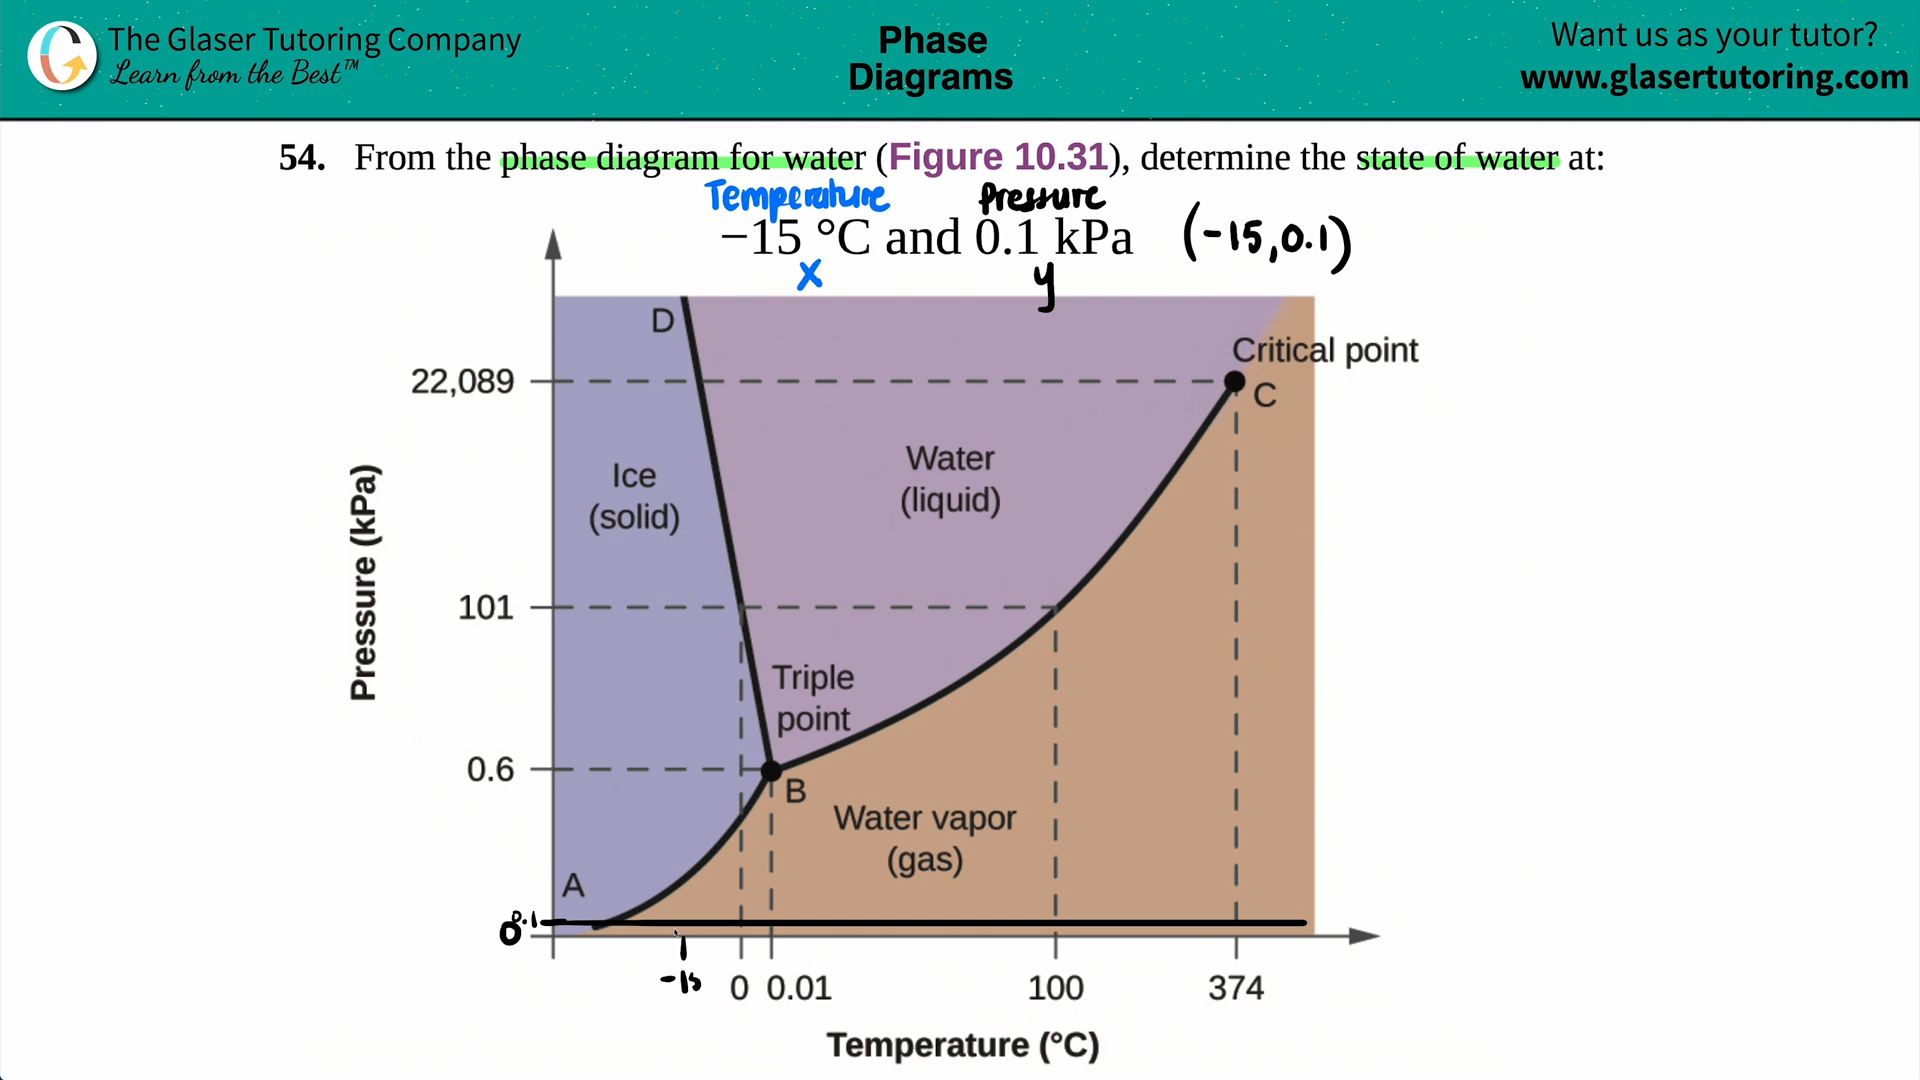 The Glaser Tutoring Company
Learn from the Best™
Phase
Diagrams
Want us as your tutor?
www.glasertutoring.com
54. From the phase diagram for water (Figure 10.31), determine the state of water at:
Temperature Pressure
−15 °C and 0.1 kPa (-15,0.1)
x y
D
Critical point
22,089
C
Water
(liquid)
Ice
(solid)
Pressure (kPa)
101
Triple
point
0.6
B
Water vapor
(gas)
A
0.1
0
-15 0 0.01 100 374
Temperature (°C)